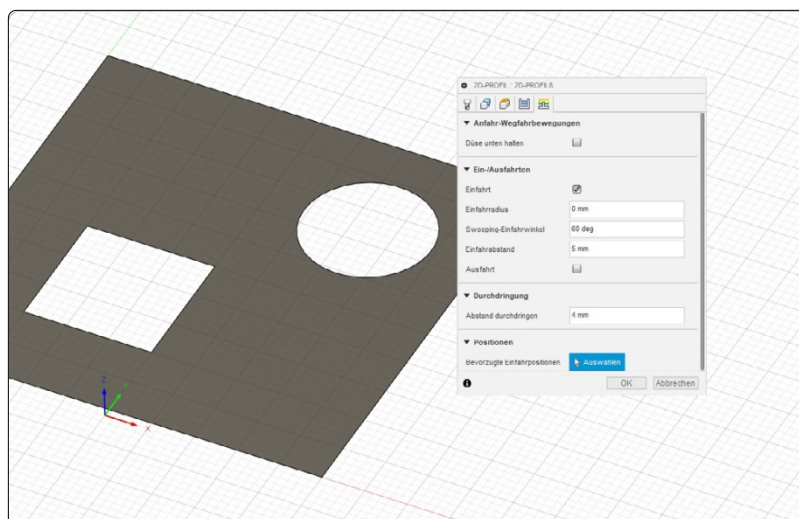 2D-PROFIL : 2D-PROFIL6
Anfahr-Wegfahrbewegungen
Düse unten halten
Ein-/Ausfahrten
Einfahrt
Einfahrradius 0 mm
Sweeping-Einfahrwinkel 60 deg
Einfahrabstand 5 mm
Ausfahrt
Durchdringung
Abstand durchdringen 4 mm
Positionen
Bevorzugte Einfahrpositionen Auswählen
OK Abbrechen
Z
Y
X